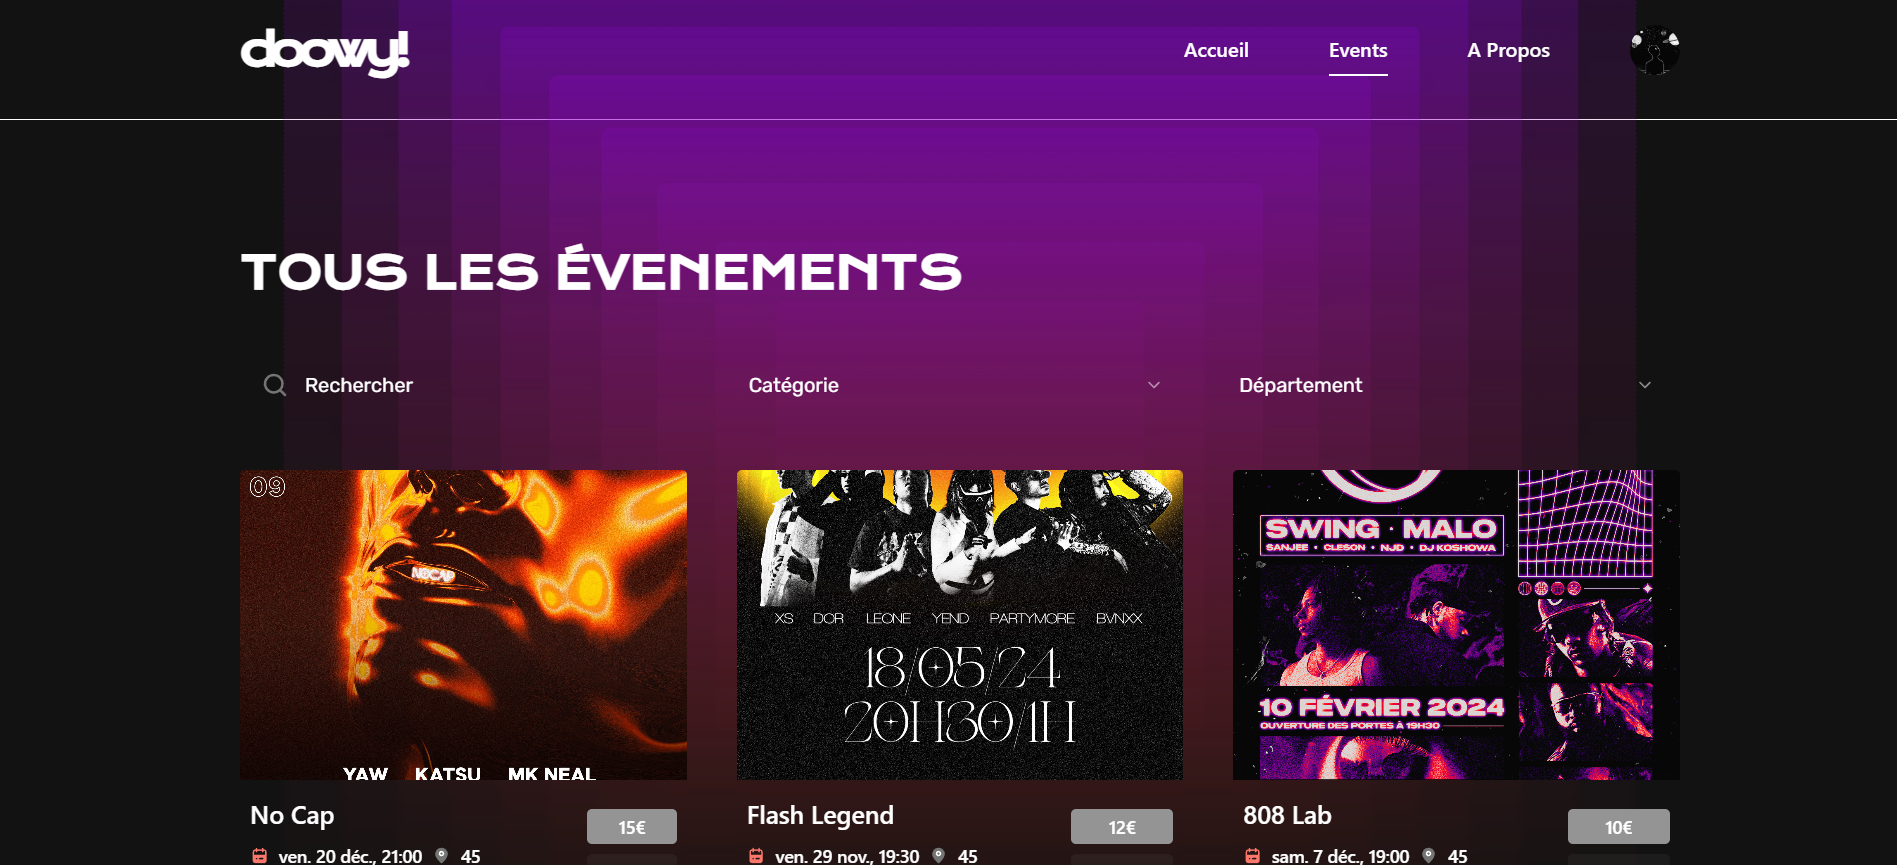 doowy!
Accueil
Events
A Propos
TOUS LES ÉVENEMENTS
Rechercher
Catégorie
Département
09
NOCAP
YAW KATSU MK NEAL
XS DOR LEONE YEND PARTYMORE BVNXX
18/05/24
20H30/1H
SWING · MALO
SANJEE • CLESON • NJD • DJ KOSHOWA
10 FÉVRIER 2024
OUVERTURE DES PORTES À 19H30
No Cap
15€
ven. 20 déc., 21:00 45
Flash Legend
12€
ven. 29 nov., 19:30 45
808 Lab
10€
sam. 7 déc., 19:00 45